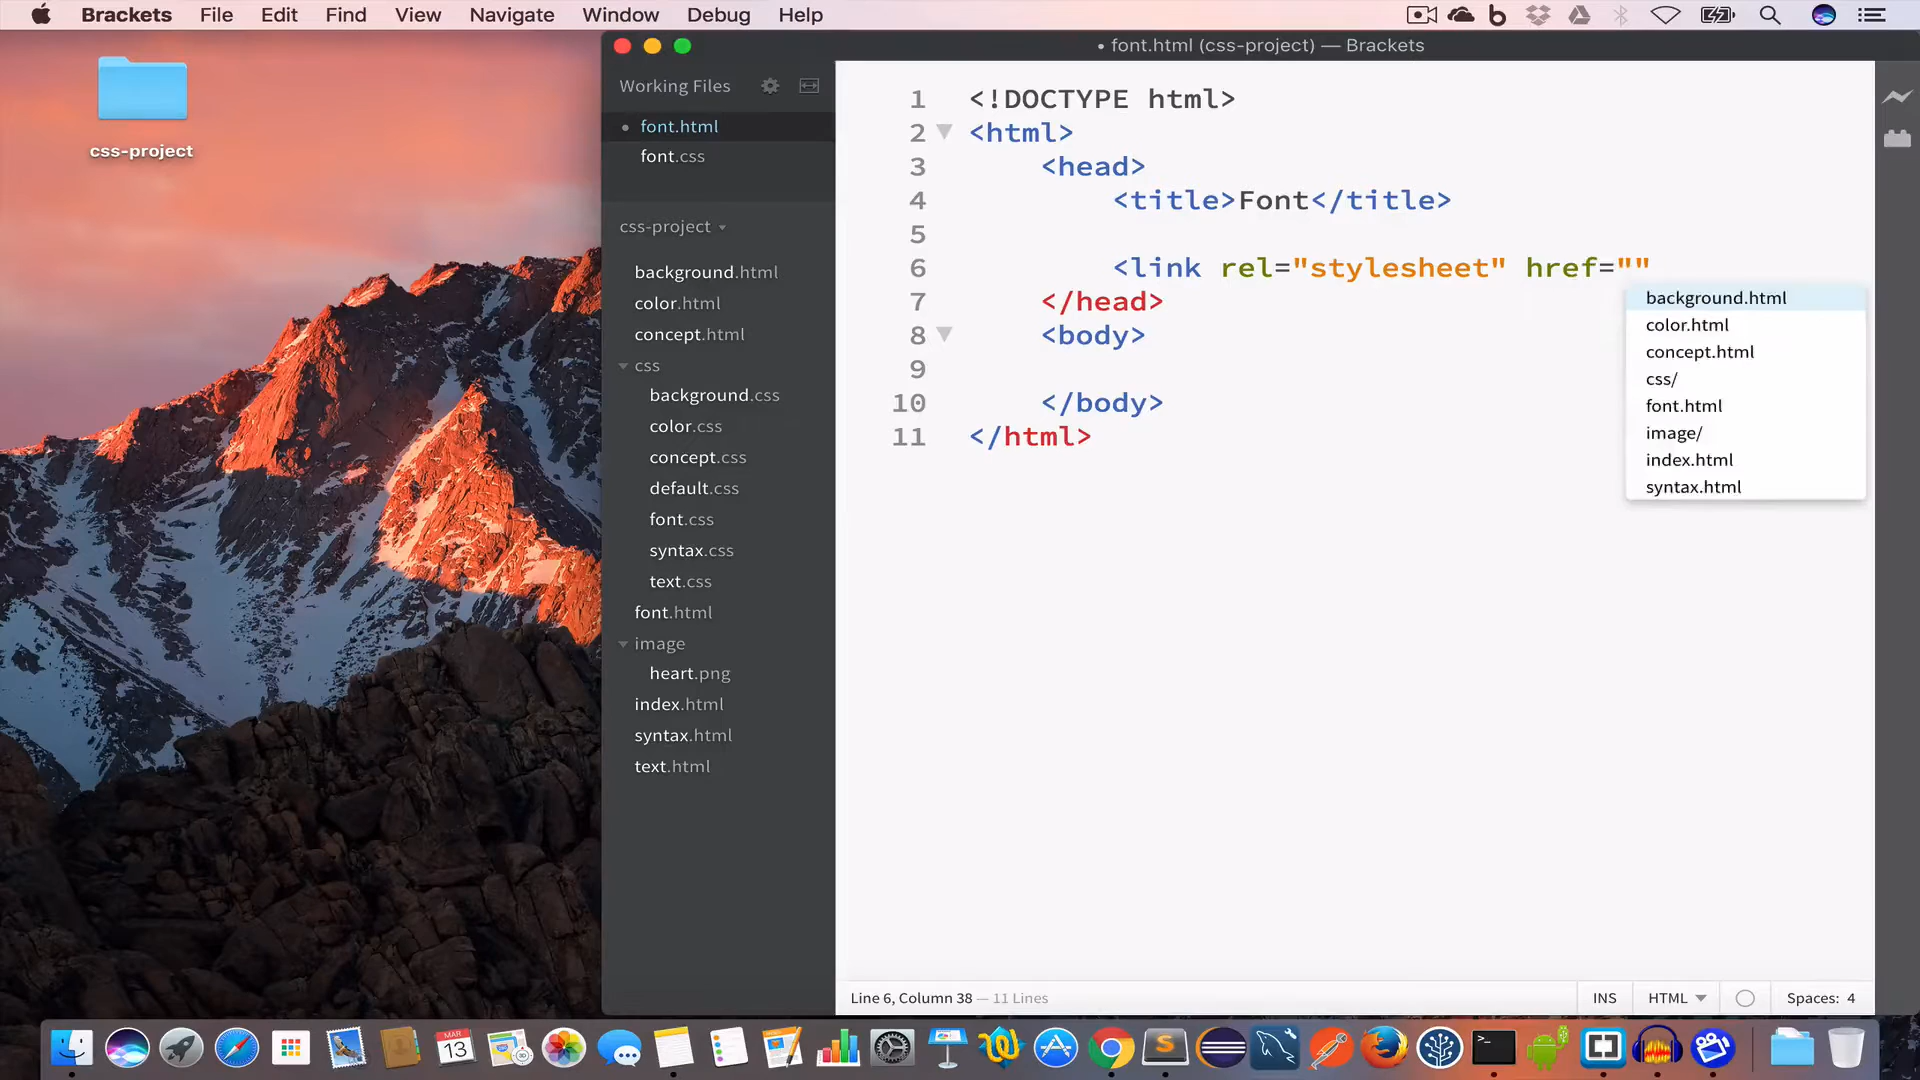 Brackets File Edit Find View Navigate Window Debug Help
• font.html (css-project) — Brackets
css-project
Working Files
• font.html
font.css
css-project
background.html
color.html
concept.html
css
background.css
color.css
concept.css
default.css
font.css
syntax.css
text.css
font.html
image
heart.png
index.html
syntax.html
text.html
1 <!DOCTYPE html>
2 <html>
3 <head>
4 <title>Font</title>
5
6 <link rel="stylesheet" href=""
7 </head>
8 <body>
9
10 </body>
11 </html>
background.html
color.html
concept.html
css/
font.html
image/
index.html
syntax.html
Line 6, Column 38 — 11 Lines
INS HTML Spaces: 4
MAR
13